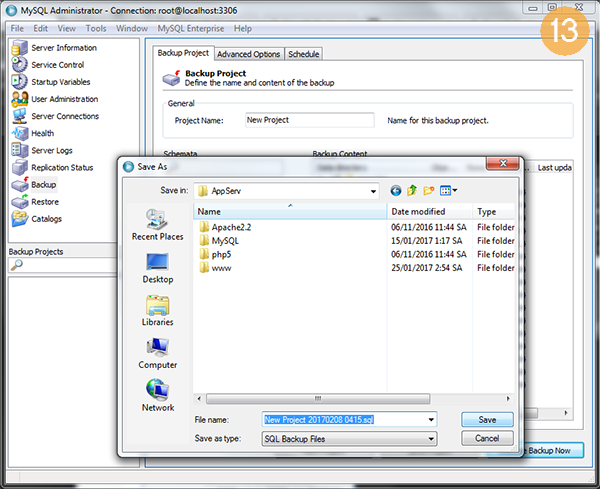 MySQL Administrator - Connection: root@localhost:3306
13
File Edit View Tools Window MySQL Enterprise Help
Server Information
Service Control
Startup Variables
User Administration
Server Connections
Health
Server Logs
Replication Status
Backup
Restore
Catalogs
Backup Projects
Backup Project Advanced Options Schedule
Backup Project
Define the name and content of the backup
General
Project Name: New Project Name for this backup project.
Schemata Backup Content
Last upda
Save As
Save in: AppServ
Name Date modified Type
Apache2.2 06/11/2016 11:44 SA File folder
MySQL 15/01/2017 1:17 SA File folder
php5 06/11/2016 11:44 SA File folder
www 25/01/2017 2:54 SA File folder
Recent Places
Desktop
Libraries
Computer
Network
File name: New Project 20170208 0415.sql Save
Save as type: SQL Backup Files Cancel
Backup Now